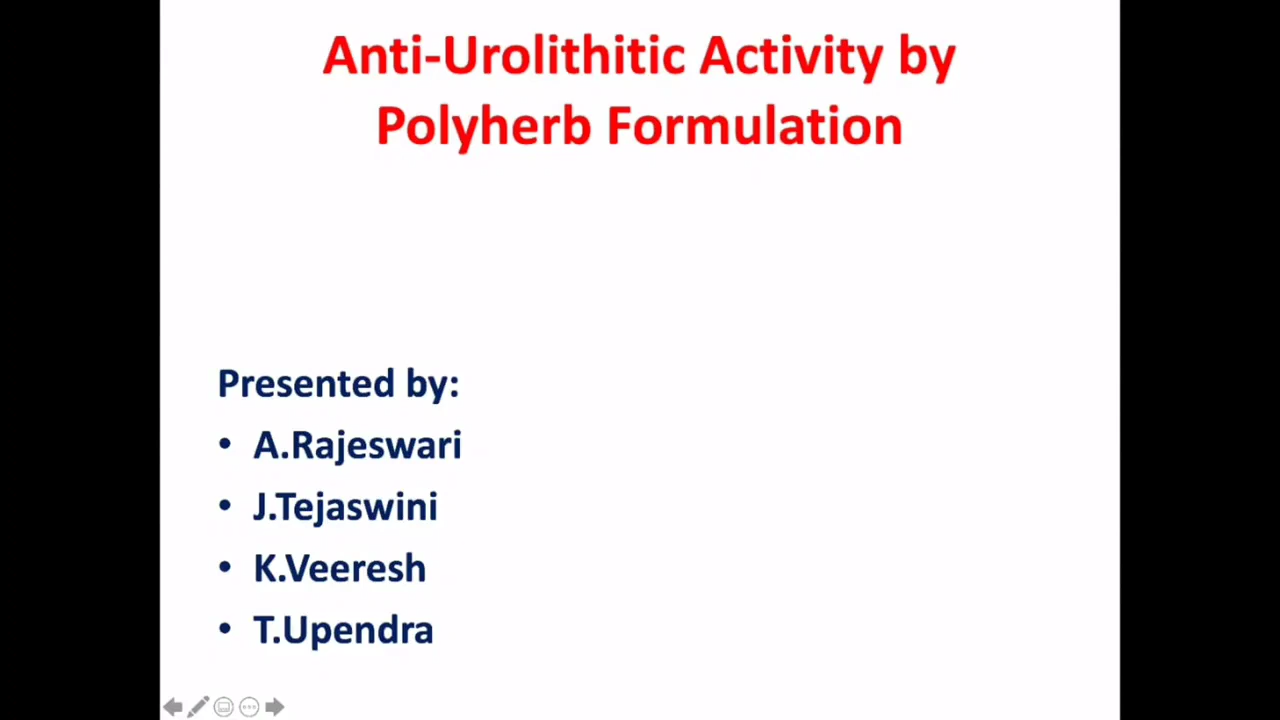 Anti-Urolithitic Activity by
Polyherb Formulation
Presented by:
• A.Rajeswari
• J.Tejaswini
• K.Veeresh
• T.Upendra